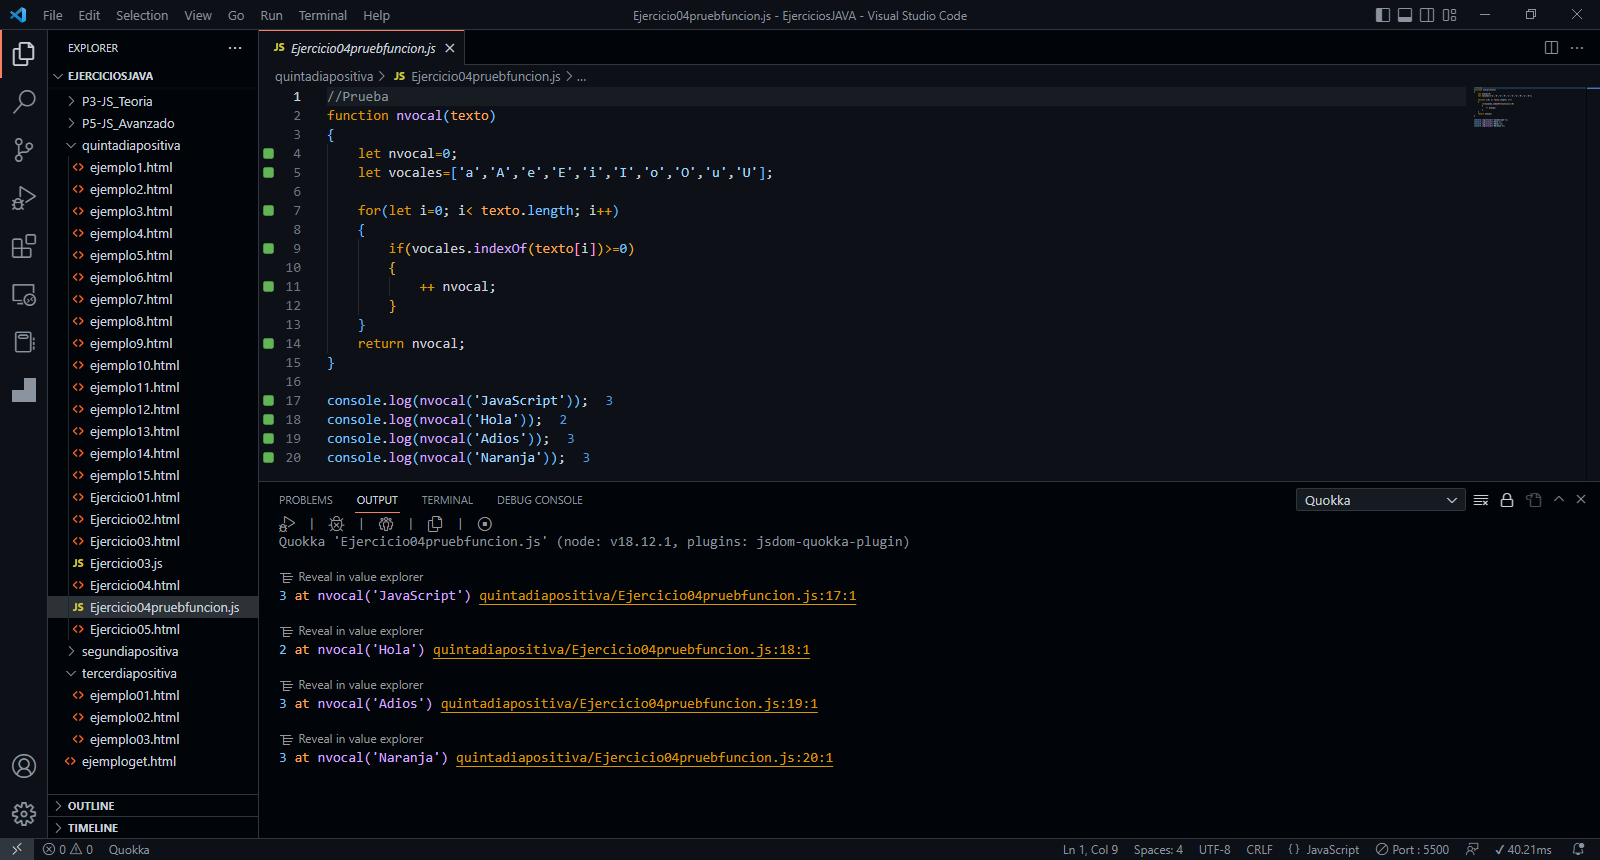 File Edit Selection View Go Run Terminal Help
Ejercicio04pruebfuncion.js - EjerciciosJAVA - Visual Studio Code
EXPLORER
EJERCICIOSJAVA
P3-JS_Teoria
P5-JS_Avanzado
quintadiapositiva
<> ejemplo1.html
<> ejemplo2.html
<> ejemplo3.html
<> ejemplo4.html
<> ejemplo5.html
<> ejemplo6.html
<> ejemplo7.html
<> ejemplo8.html
<> ejemplo9.html
<> ejemplo10.html
<> ejemplo11.html
<> ejemplo12.html
<> ejemplo13.html
<> ejemplo14.html
<> ejemplo15.html
<> Ejercicio01.html
<> Ejercicio02.html
<> Ejercicio03.html
JS Ejercicio03.js
<> Ejercicio04.html
JS Ejercicio04pruebfuncion.js
<> Ejercicio05.html
segundiapositiva
tercerdiapositiva
<> ejemplo01.html
<> ejemplo02.html
<> ejemplo03.html
<> ejemploget.html
OUTLINE
TIMELINE
JS Ejercicio04pruebfuncion.js
quintadiapositiva > JS Ejercicio04pruebfuncion.js > ...
1 //Prueba
2 function nvocal(texto)
3 {
4 let nvocal=0;
5 let vocales=['a','A','e','E','i','I','o','O','u','U'];
6
7 for(let i=0; i< texto.length; i++)
8 {
9 if(vocales.indexOf(texto[i])>=0)
10 {
11 ++ nvocal;
12 }
13 }
14 return nvocal;
15 }
16
17 console.log(nvocal('JavaScript')); 3
18 console.log(nvocal('Hola')); 2
19 console.log(nvocal('Adios')); 3
20 console.log(nvocal('Naranja')); 3
PROBLEMS OUTPUT TERMINAL DEBUG CONSOLE
Quokka
Quokka 'Ejercicio04pruebfuncion.js' (node: v18.12.1, plugins: jsdom-quokka-plugin)
Reveal in value explorer
3 at nvocal('JavaScript') quintadiapositiva/Ejercicio04pruebfuncion.js:17:1
Reveal in value explorer
2 at nvocal('Hola') quintadiapositiva/Ejercicio04pruebfuncion.js:18:1
Reveal in value explorer
3 at nvocal('Adios') quintadiapositiva/Ejercicio04pruebfuncion.js:19:1
Reveal in value explorer
3 at nvocal('Naranja') quintadiapositiva/Ejercicio04pruebfuncion.js:20:1
0 0 Quokka
Ln 1, Col 9 Spaces: 4 UTF-8 CRLF {} JavaScript Port : 5500 ✓ 40.21ms